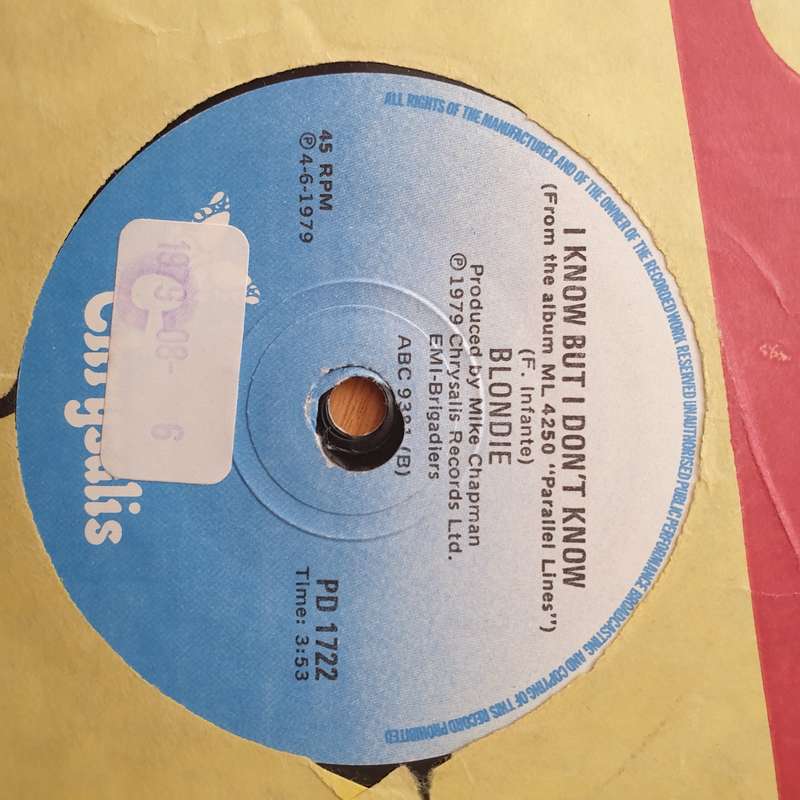 I KNOW BUT I DON'T KNOW
(From the album ML 4250 "Parallel Lines")
(F. Infante)
BLONDIE
Produced by Mike Chapman
℗1979 Chrysalis Records Ltd.
EMI-Brigadiers
(B)
45 RPM
℗4-6-1979
PD 1722
Time: 3:53
1979-08-
6
Chrysalis
ALL RIGHTS OF THE MANUFACTURER AND OF THE OWNER OF THE RECORDED WORK RESERVED UNAUTHORISED PUBLIC PERFORMANCE BROADCASTING AND COPYING OF THIS RECORD PROHIBITED